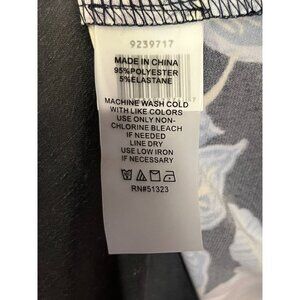 9239717
MADE IN CHINA
95%POLYESTER
5%ELASTANE
MACHINE WASH COLD
WITH LIKE COLORS
USE ONLY NON-
CHLORINE BLEACH
IF NEEDED
LINE DRY
USE LOW IRON
IF NECESSARY
RN#51323